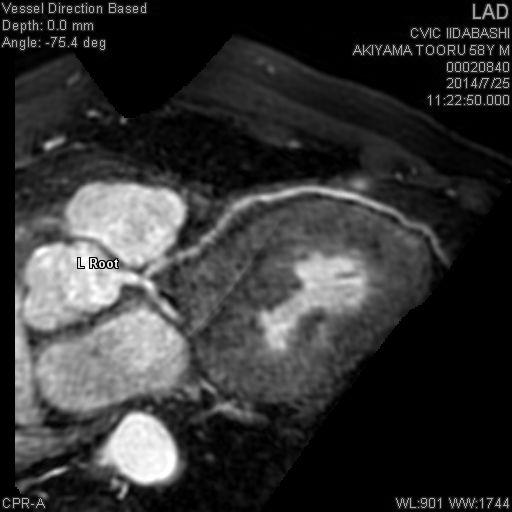 Vessel Direction Based
Depth: 0.0 mm
Angle: -75.4 deg
LAD
CVIC IIDABASHI
AKIYAMA TOORU 58Y M
00020840
2014/7/25
11:22:50.000
L Root
CPR-A
WL:901 WW:1744